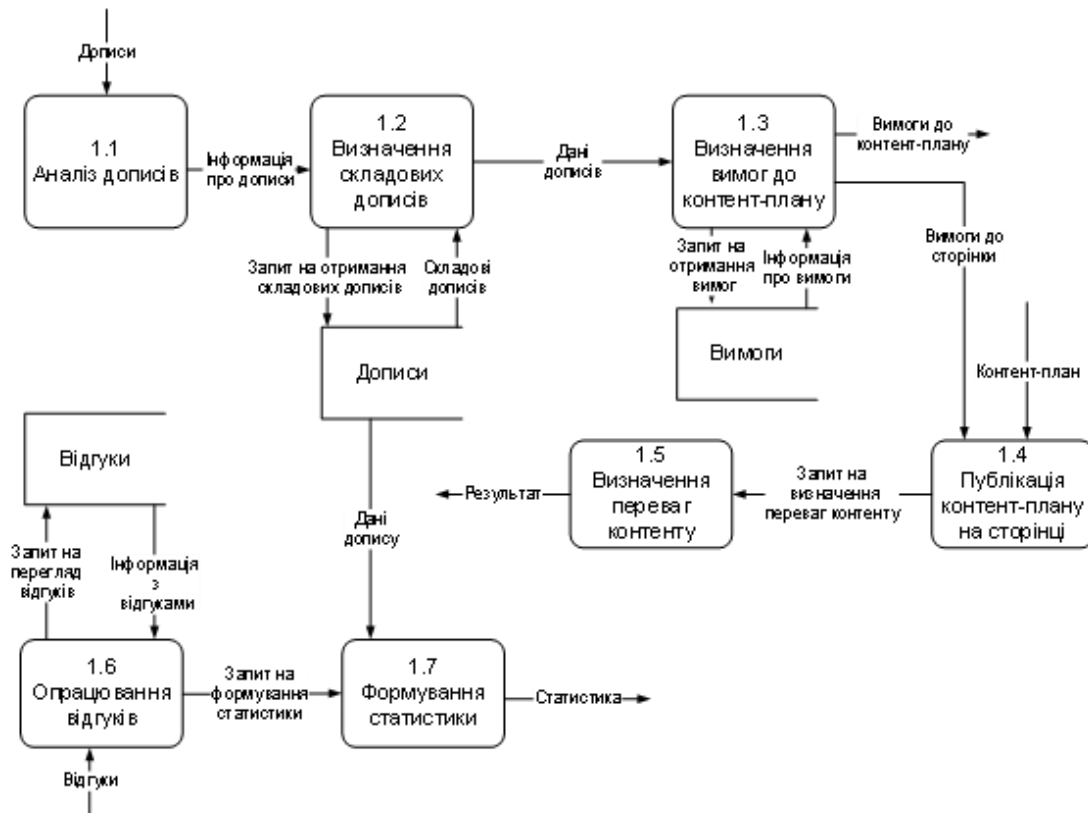 Дописи
1.1
Аналіз дописів
Інформація
про дописи
1.2
Визначення
складових
дописів
Дані
дописів
1.3
Визначення
вимог до
контент-плану
Вимоги до
контент-плану
Вимоги до
сторінки
Запит на отримання
складових дописів
Складові
дописів
Запит на
отримання
вимог
Інформація
про вимоги
Дописи
Вимоги
Контент-план
Відгуки
Результат
1.5
Визначення
переваг
контенту
Запит на
визначення
переваг контенту
1.4
Публікація
контент-плану
на сторінці
Дані
допису
Запит на
перегляд
відгуків
Інформація
з
відгуками
1.6
Опрацювання
відгуків
Запит на
формування
статистики
1.7
Формування
статистики
Статистика
Відгуки